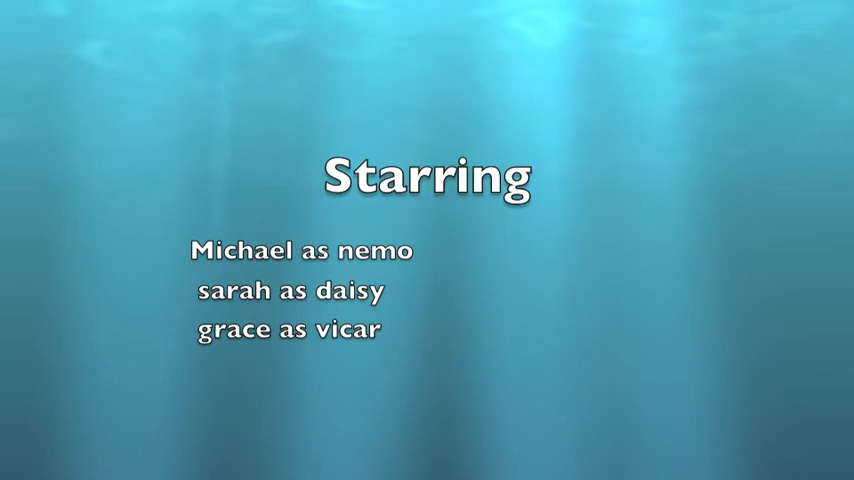 Starring
Michael as nemo
sarah as daisy
grace as vicar